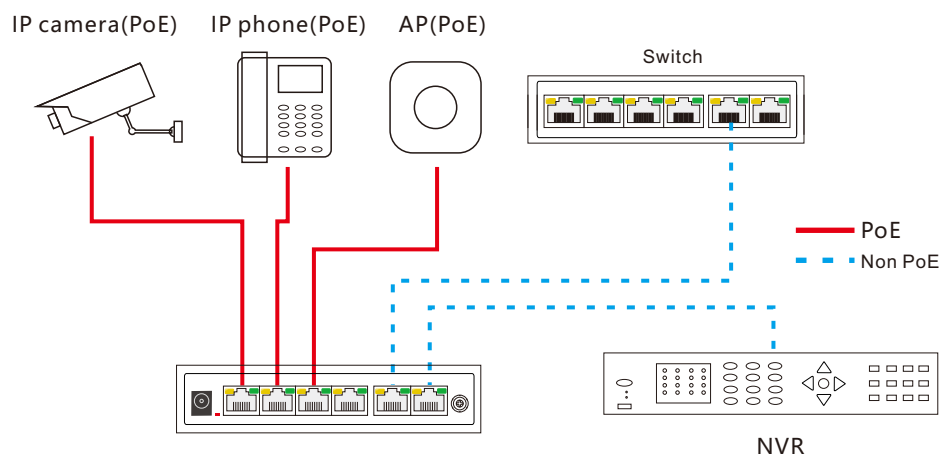 IP camera(PoE)
IP phone(PoE)
AP(PoE)
Switch
PoE
Non PoE
NVR